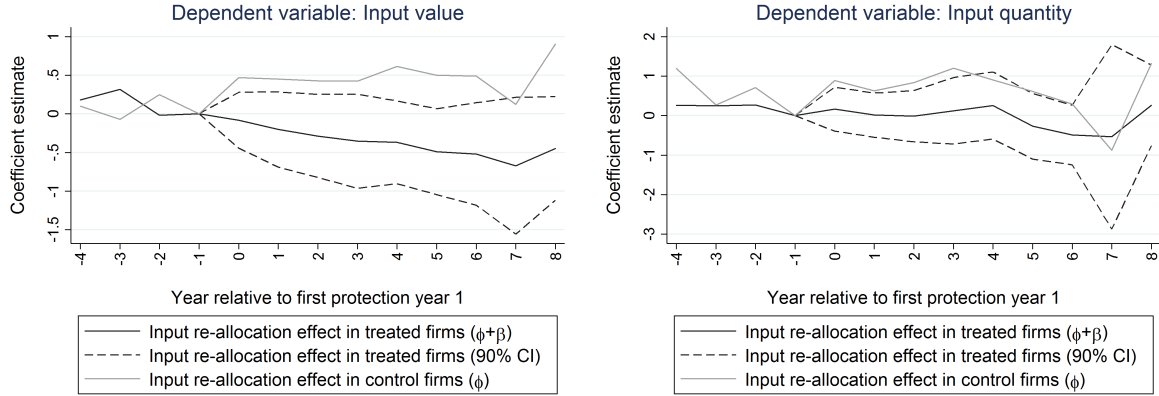 Dependent variable: Input value
Coefficient estimate
1
.5
0
-.5
-1
-1.5
-4 -3 -2 -1 0 1 2 3 4 5 6 7 8
Year relative to first protection year 1
Input re-allocation effect in treated firms (ϕ+β)
Input re-allocation effect in treated firms (90% CI)
Input re-allocation effect in control firms (ϕ)
Dependent variable: Input quantity
Coefficient estimate
2
1
0
-1
-2
-3
-4 -3 -2 -1 0 1 2 3 4 5 6 7 8
Year relative to first protection year 1
Input re-allocation effect in treated firms (ϕ+β)
Input re-allocation effect in treated firms (90% CI)
Input re-allocation effect in control firms (ϕ)